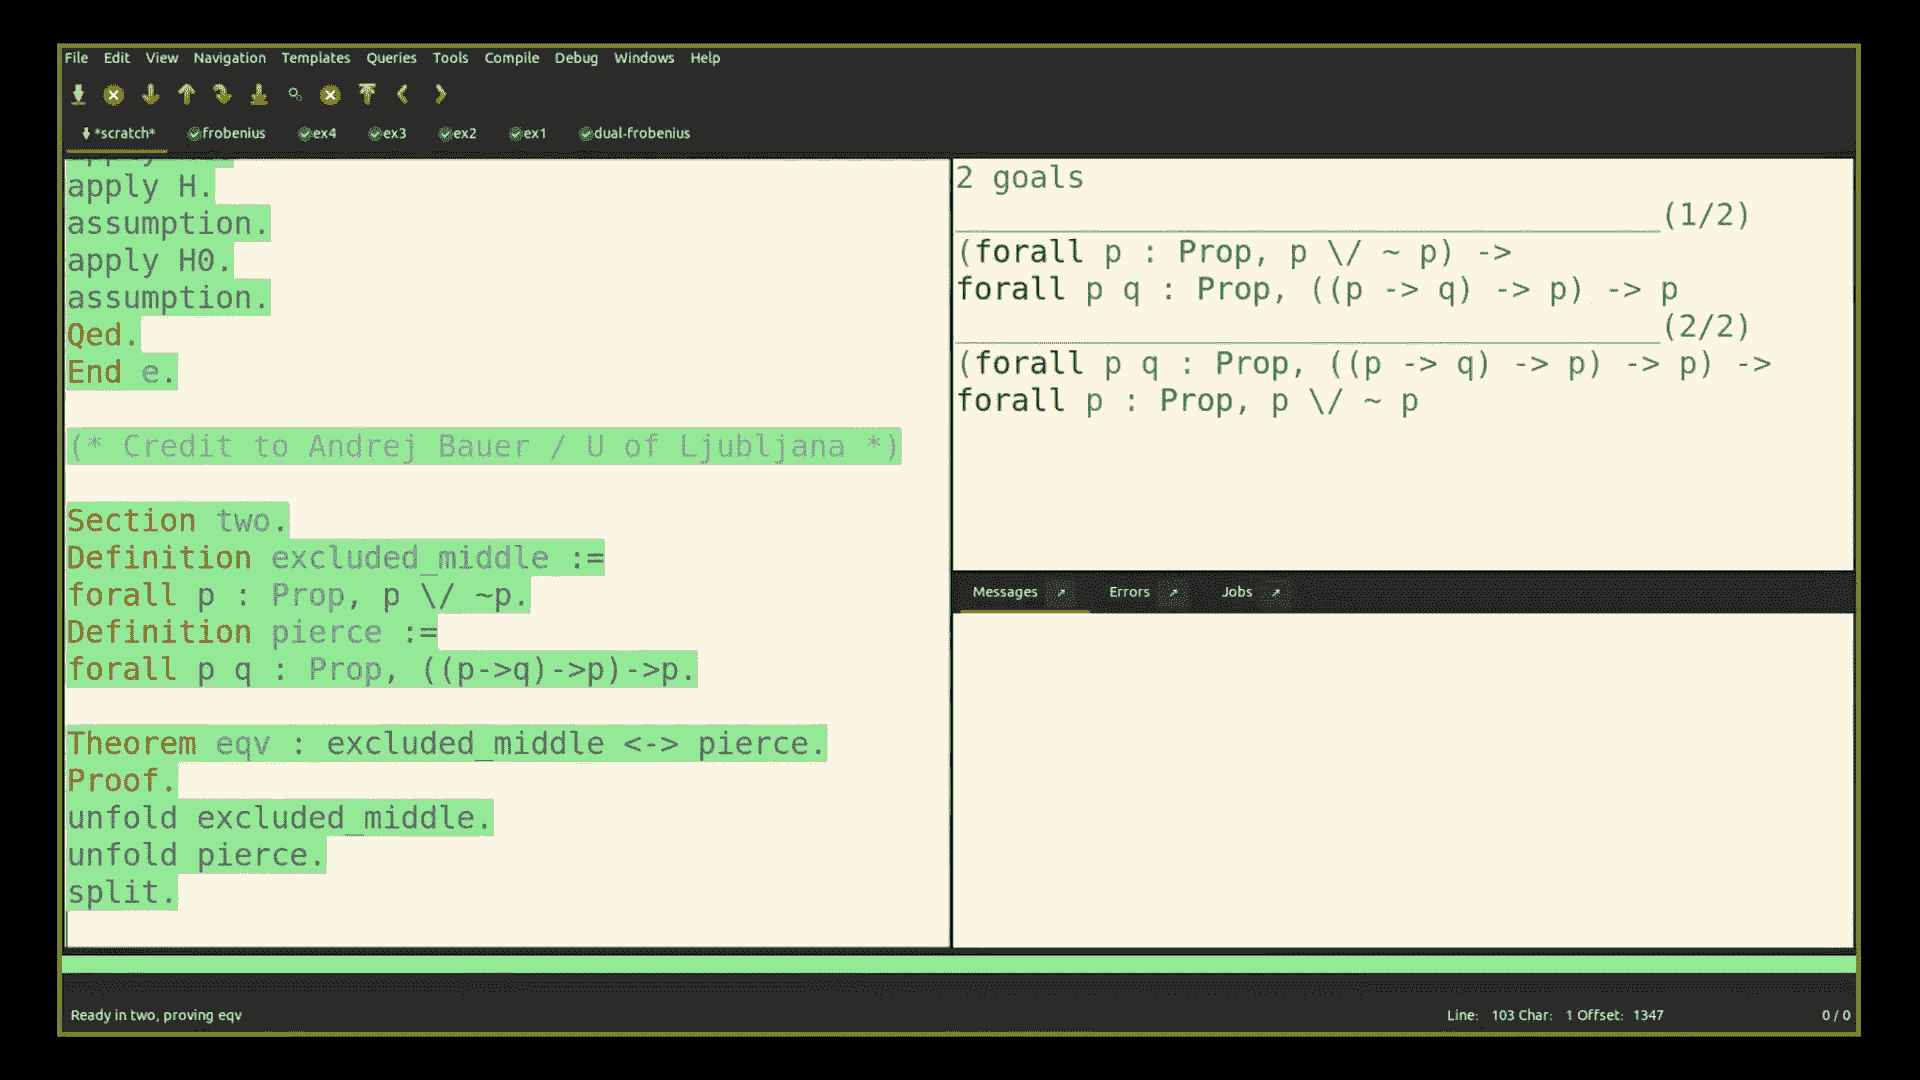 File Edit View Navigation Templates Queries Tools Compile Debug Windows Help
*scratch* frobenius ex4 ex3 ex2 ex1 dual-frobenius
apply H.
assumption.
apply H0.
assumption.
Qed.
End e.
(* Credit to Andrej Bauer / U of Ljubljana *)
Section two.
Definition excluded_middle :=
forall p : Prop, p \/ ~p.
Definition pierce :=
forall p q : Prop, ((p->q)->p)->p.
Theorem eqv : excluded_middle <-> pierce.
Proof.
unfold excluded_middle.
unfold pierce.
split.
2 goals
(1/2)
(forall p : Prop, p \/ ~ p) ->
forall p q : Prop, ((p -> q) -> p) -> p
(2/2)
(forall p q : Prop, ((p -> q) -> p) -> p) ->
forall p : Prop, p \/ ~ p
Messages Errors Jobs
Ready in two, proving eqv
Line: 103 Char: 1 Offset: 1347
0 / 0